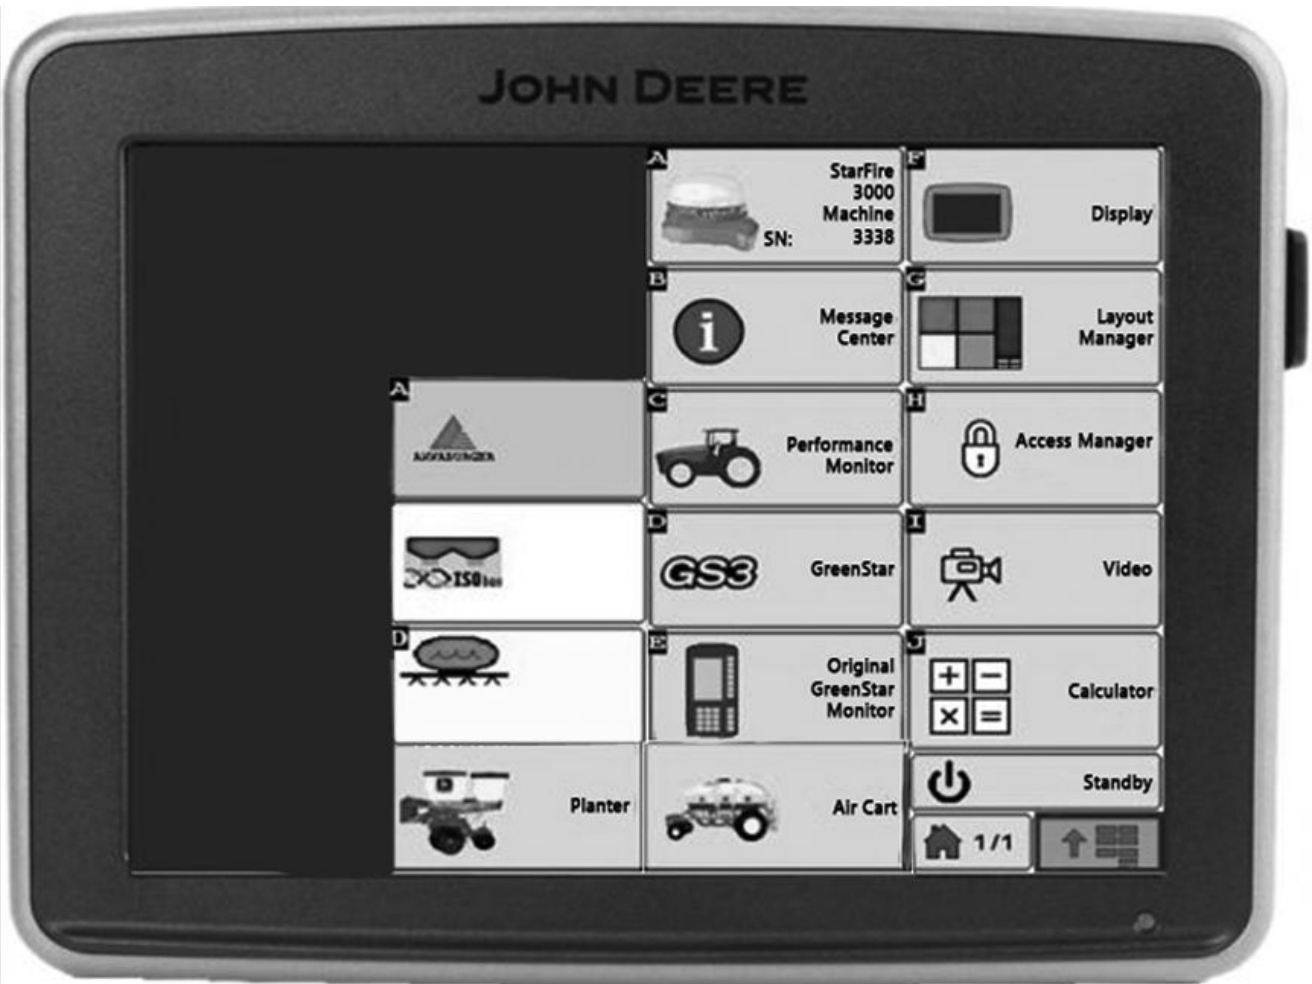 JOHN DEERE
A
StarFire
3000
Machine
SN: 3338
F
Display
B
i
Message
Center
G
Layout
Manager
A
C
Performance
Monitor
H
Access Manager
ISO
D
GS3
GreenStar
I
Video
D
E
Original
GreenStar
Monitor
J
+ −
× =
Calculator
Planter
Air Cart
Standby
1/1